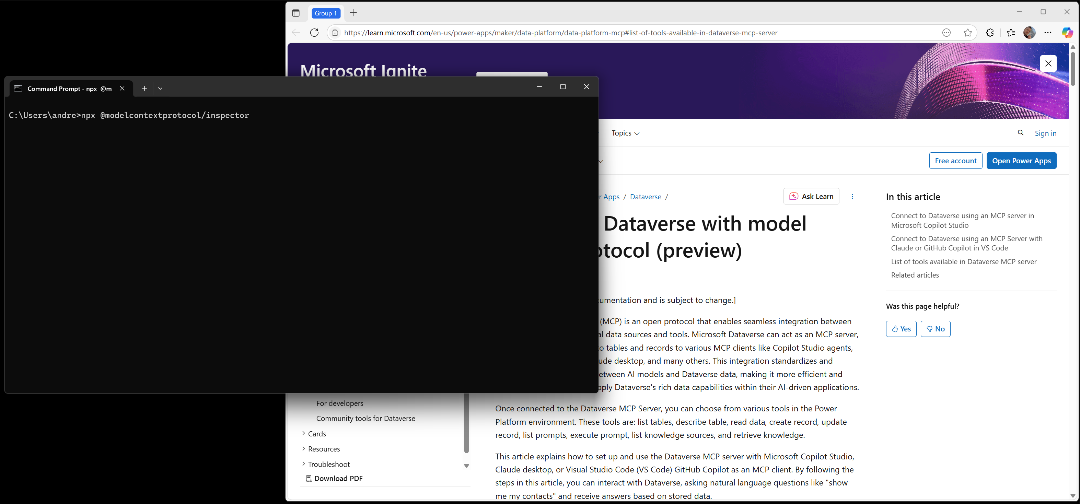 Group 1
https://learn.microsoft.com/en-us/power-apps/maker/data-platform/data-platform-mcp#list-of-tools-available-in-dataverse-mcp-server
Microsoft Ignite
Command Prompt - npx @m
C:\Users\andre>npx @modelcontextprotocol/inspector
Topics
Sign in
Free account
Open Power Apps
Apps / Dataverse /
Ask Learn
Dataverse with model
(preview)
and is subject to change.]
(MCP) is an open protocol that enables seamless integration between
data sources and tools. Microsoft Dataverse can act as an MCP server,
tables and records to various MCP clients like Copilot Studio agents,
desktop, and many others. This integration standardizes and
AI models and Dataverse data, making it more efficient and
Dataverse's rich data capabilities within their AI-driven applications.
Once connected to the Dataverse MCP Server, you can choose from various tools in the Power
Platform environment. These tools are: list tables, describe table, read data, create record, update
record, list prompts, execute prompt, list knowledge sources, and retrieve knowledge.
This article explains how to set up and use the Dataverse MCP server with Microsoft Copilot Studio,
Claude desktop, or Visual Studio Code (VS Code) GitHub Copilot as an MCP client. By following the
steps in this article, you can interact with Dataverse, asking natural language questions like "show
me my contacts" and receive answers based on stored data.
In this article
Connect to Dataverse using an MCP server in
Microsoft Copilot Studio
Connect to Dataverse using an MCP Server with
Claude or GitHub Copilot in VS Code
List of tools available in Dataverse MCP server
Related articles
Was this page helpful?
Yes
No
For developers
Community tools for Dataverse
Cards
Resources
Troubleshoot
Download PDF